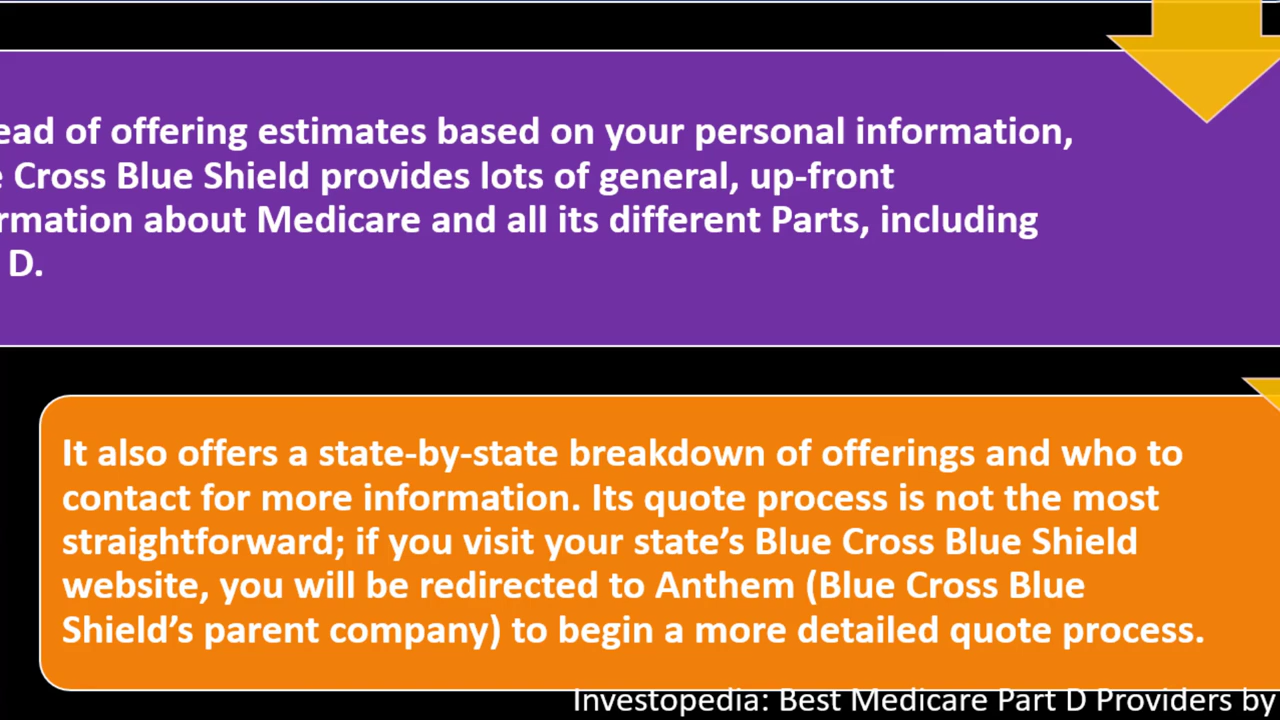 ead of offering estimates based on your personal information,
e Cross Blue Shield provides lots of general, up-front
rmation about Medicare and all its different Parts, including
D.
It also offers a state-by-state breakdown of offerings and who to
contact for more information. Its quote process is not the most
straightforward; if you visit your state’s Blue Cross Blue Shield
website, you will be redirected to Anthem (Blue Cross Blue
Shield’s parent company) to begin a more detailed quote process.
Investopedia: Best Medicare Part D Providers by